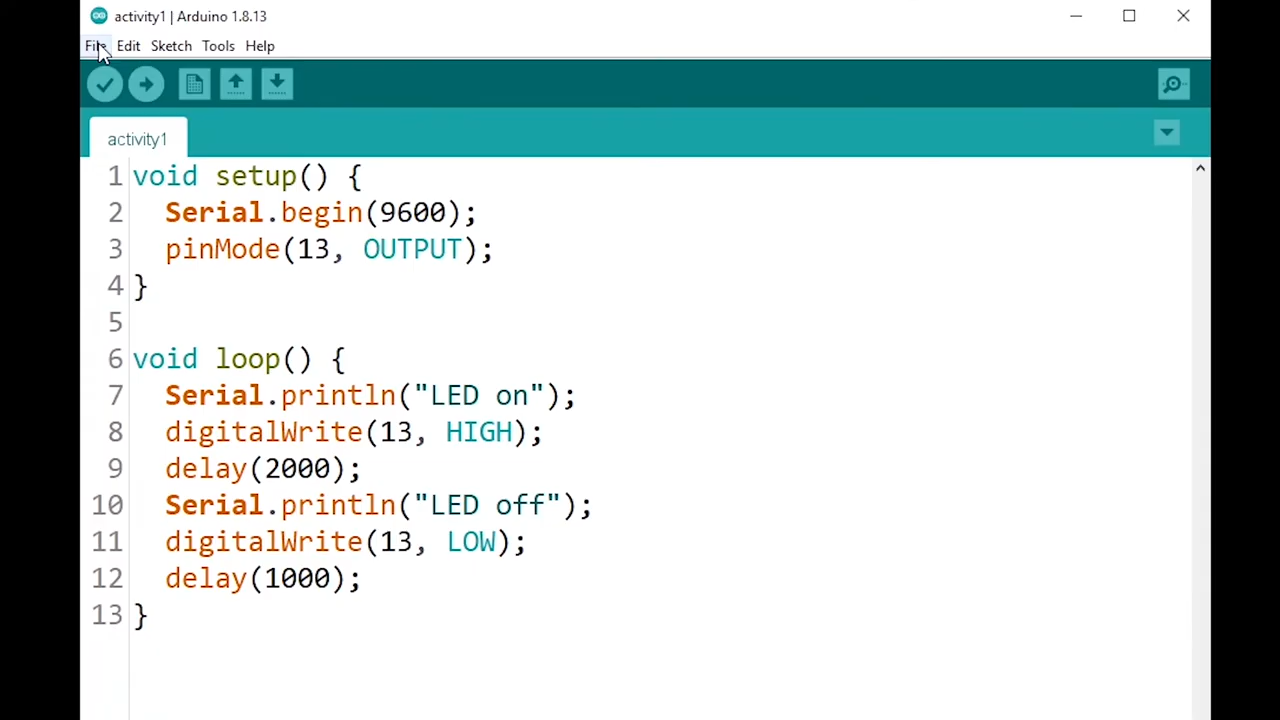 activity1 | Arduino 1.8.13
File Edit Sketch Tools Help
activity1
1 void setup() {
2   Serial.begin(9600);
3   pinMode(13, OUTPUT);
4 }
5
6 void loop() {
7   Serial.println("LED on");
8   digitalWrite(13, HIGH);
9   delay(2000);
10   Serial.println("LED off");
11   digitalWrite(13, LOW);
12   delay(1000);
13 }